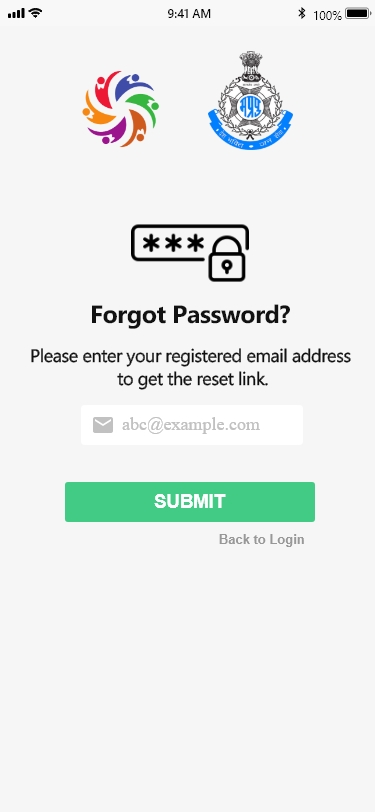 9:41 AM
100%
Forgot Password?
Please enter your registered email address
to get the reset link.
abc@example.com
SUBMIT
Back to Login